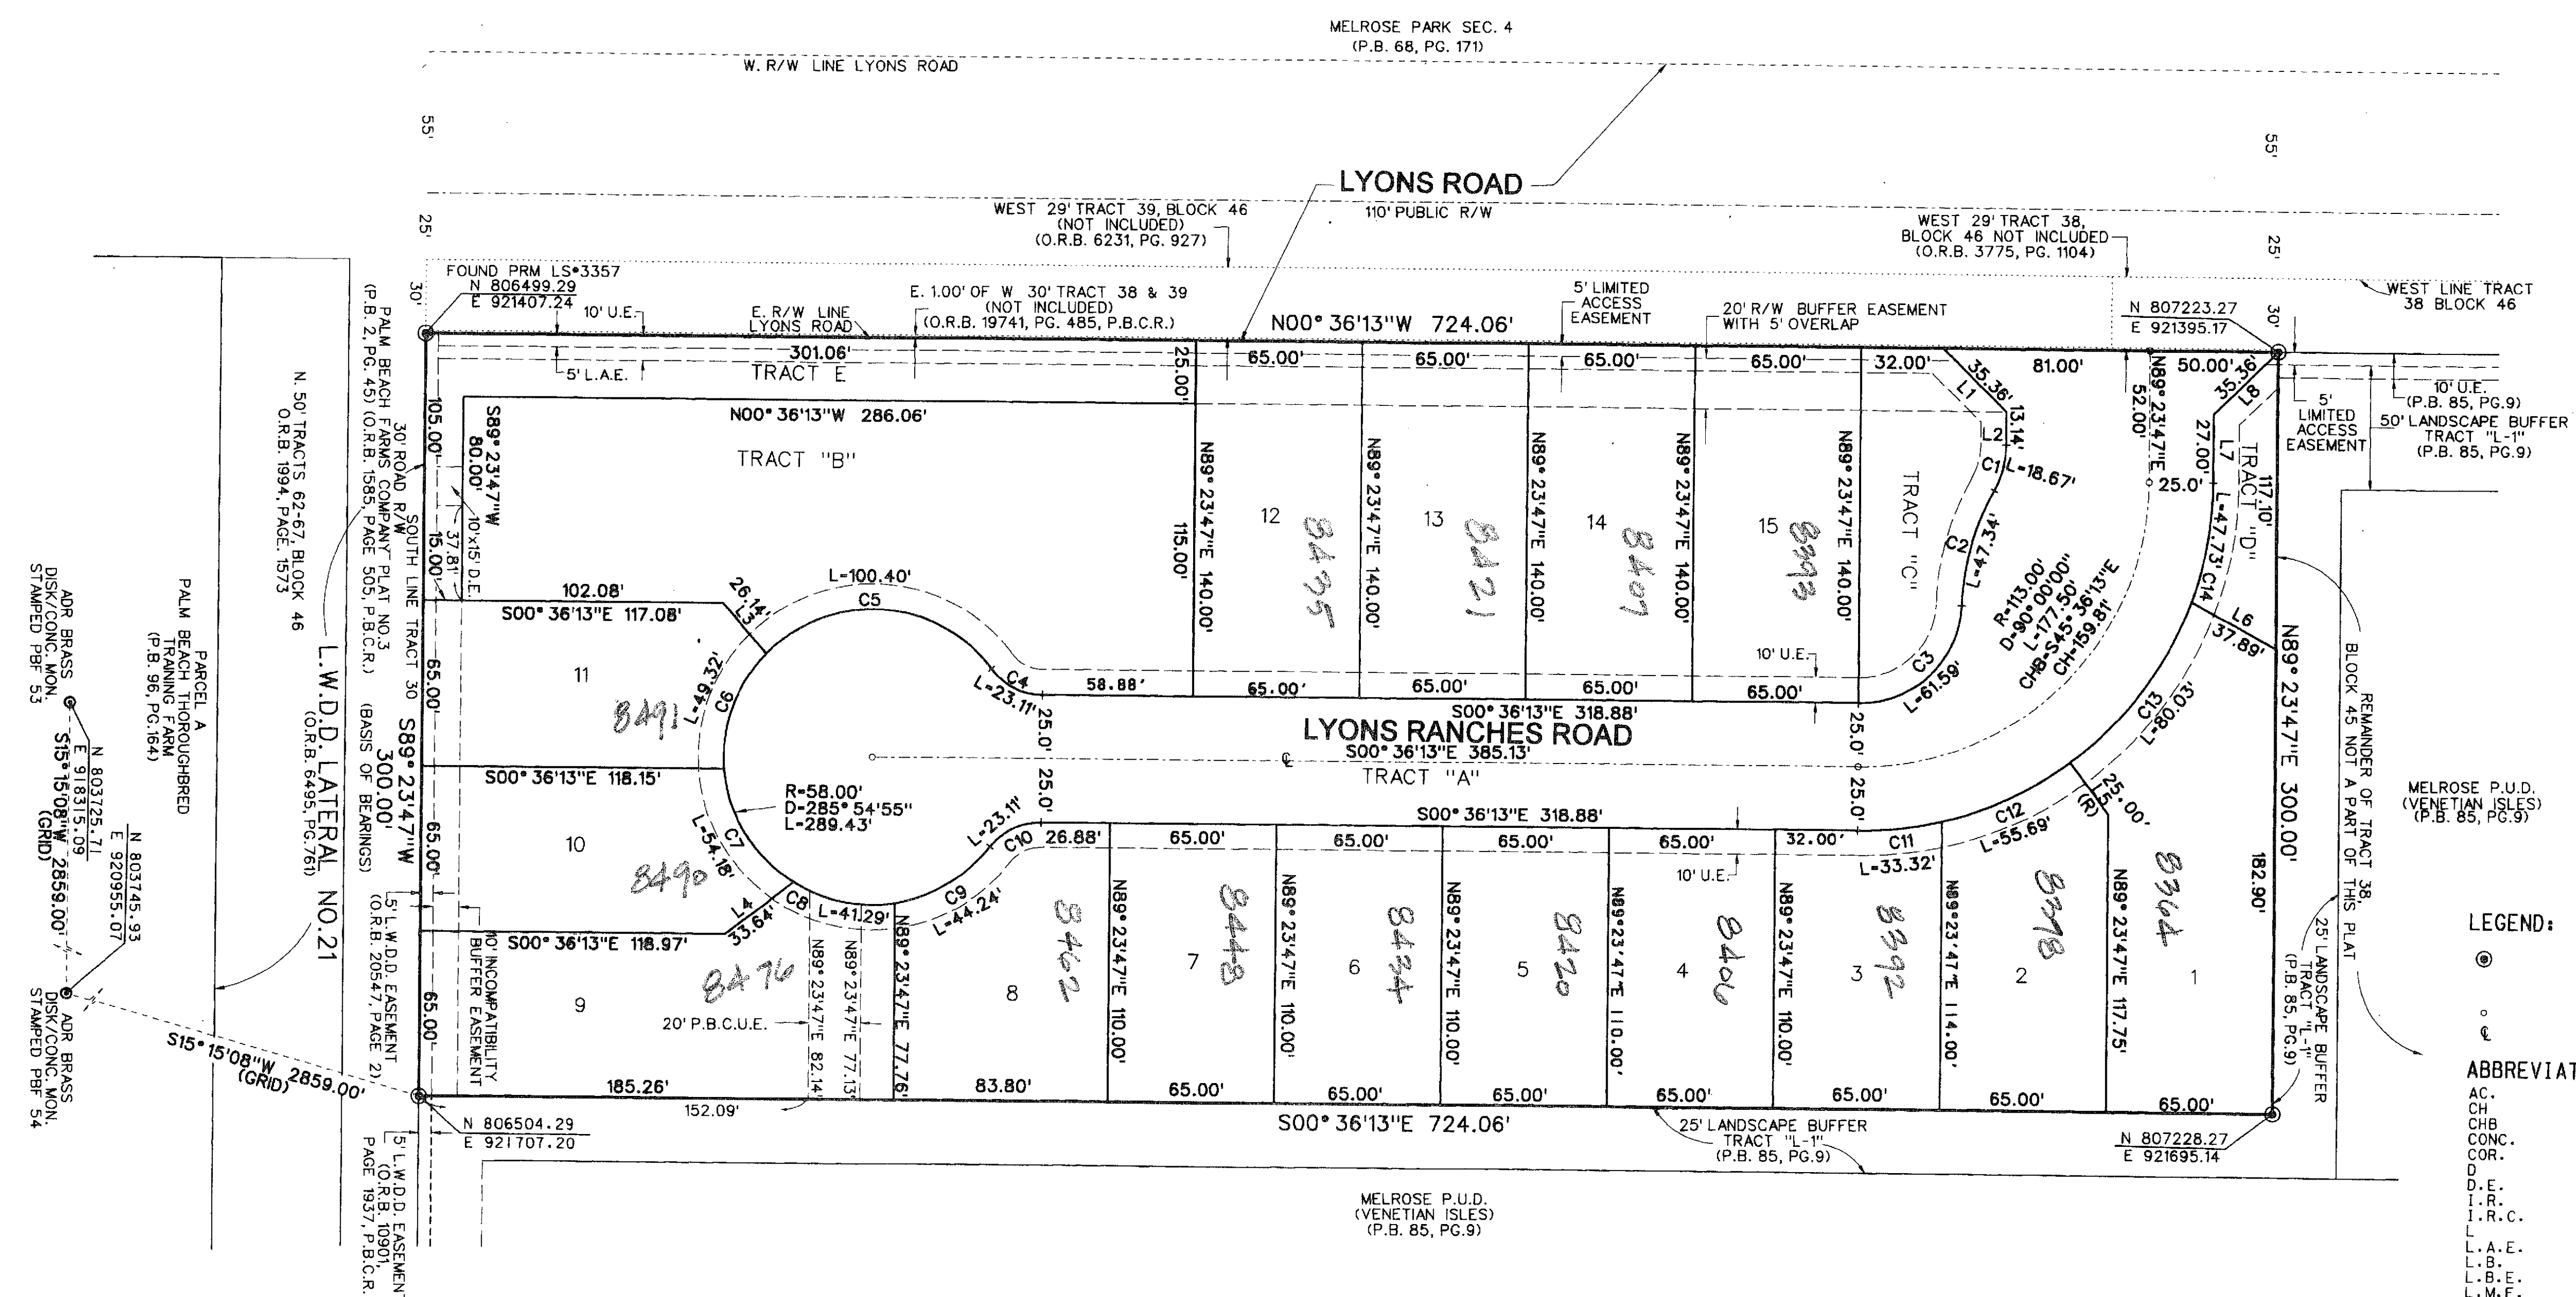 MELROSE PARK SEC. 4
(P.B. 68, PG. 171)
W. R/W LINE LYONS ROAD
55'
55'
LYONS ROAD
110' PUBLIC R/W
WEST 29' TRACT 39, BLOCK 46
(NOT INCLUDED)
(O.R.B. 6231, PG. 927)
WEST 29' TRACT 38,
BLOCK 46 NOT INCLUDED
(O.R.B. 3775, PG. 1104)
25'
25'
FOUND PRM LS#3357
N 806499.29
E 921407.24
30'
10' U.E.
E. R/W LINE
LYONS ROAD
E. 1.00' OF W 30' TRACT 38 & 39
(NOT INCLUDED)
(O.R.B. 19741, PG. 485, P.B.C.R.)
N00°36'13"W 724.06'
5' LIMITED
ACCESS
EASEMENT
20' R/W BUFFER EASEMENT
WITH 5' OVERLAP
N 807223.27
E 921395.17
30'
WEST LINE TRACT
38 BLOCK 46
301.06'
5' L.A.E.
TRACT E
25.00'
65.00'
65.00'
65.00'
65.00'
32.00'
35.36'
L1
81.00'
50.00'
35.36'
L8
10' U.E.
(P.B. 85, PG.9)
5'
LIMITED
ACCESS
EASEMENT
50' LANDSCAPE BUFFER
TRACT "L-1"
(P.B. 85, PG.9)
N00°36'13"W 286.06'
TRACT "B"
105.00'
S89°23'47"W
80.00'
10'x15' D.E.
37.81'
15.00'
N89°23'47"E 140.00'
115.00'
12
8435
N89°23'47"E 140.00'
13
8421
N89°23'47"E 140.00'
14
8407
N89°23'47"E 140.00'
15
8393
N89°23'47"E 140.00'
TRACT "C"
13.14'
L2
C1
L=18.67'
C2
L=47.34'
N89°23'47"E
52.00'
25.0'
27.00'
L7
TRACT "D"
117.10'
L=47.73'
C14
L6
37.89'
R=113.00'
D=90°00'00"
L=177.50'
CHB=S45°36'13"E
CH=159.81'
102.08'
S00°36'13"E 117.08'
26.14'
L3
L=100.40'
C5
11
8491
L=49.32'
C6
C4
L=23.11'
58.88'
65.00'
65.00'
65.00'
65.00'
10' U.E.
C3
L=61.59'
S00°36'13"E 318.88'
LYONS RANCHES ROAD
S00°36'13"E 385.13'
TRACT "A"
25.0'
25.0'
25.0'
25.0'
C13
L=80.03'
25.00'
L5
(R)
N89°23'47"E 300.00'
REMAINDER OF TRACT 38,
BLOCK 45 NOT A PART OF THIS PLAT
MELROSE P.U.D.
(VENETIAN ISLES)
(P.B. 85, PG.9)
65.00'
S00°36'13"E 118.15'
R=58.00'
D=285°54'55"
L=289.43'
10
8490
C7
L=54.18'
L=23.11'
C10
26.88'
S00°36'13"E 318.88'
65.00'
65.00'
65.00'
65.00'
32.00'
10' U.E.
C11
L=33.32'
C12
L=55.69'
65.00'
S00°36'13"E 118.97'
L4
33.64'
C8
L=41.29'
C9
L=44.24'
8476
9
20' P.B.C.U.E.
N89°23'47"E 82.14'
N89°23'47"E 77.13'
N89°23'47"E 77.76'
8
8462
N89°23'47"E 110.00'
7
8448
N89°23'47"E 110.00'
6
8434
N89°23'47"E 110.00'
5
8420
N89°23'47"E 110.00'
4
8406
N89°23'47"E 110.00'
3
8392
N89°23'47"E 114.00'
2
8378
N89°23'47"E 117.75'
1
8364
182.90'
25' LANDSCAPE BUFFER
TRACT "L-1"
(P.B. 85, PG.9)
65.00'
10' INCOMPATIBILITY
BUFFER EASEMENT
185.26'
152.09'
83.80'
65.00'
65.00'
65.00'
65.00'
65.00'
65.00'
65.00'
S00°36'13"E 724.06'
N 806504.29
E 921707.20
25' LANDSCAPE BUFFER
TRACT "L-1"
(P.B. 85, PG.9)
N 807228.27
E 921695.14
MELROSE P.U.D.
(VENETIAN ISLES)
(P.B. 85, PG.9)
SOUTH LINE TRACT 30
S89°23'47"W
300.00'
(BASIS OF BEARINGS)
30' ROAD R/W
PALM BEACH FARMS COMPANY PLAT NO.3
(P.B. 2, PG. 45) (O.R.B. 1585, PAGE 505, P.B.C.R.)
5' L.W.D.D. EASEMENT
(O.R.B. 20547, PAGE 2)
5' L.W.D.D. EASEMENT
(O.R.B. 10901,
PAGE 1937, P.B.C.R.
L.W.D.D. LATERAL NO.21
(O.R.B. 6495, PG.761)
N. 50' TRACTS 62-67, BLOCK 46
O.R.B. 1994, PAGE. 1573
PARCEL A
PALM BEACH THOROUGHBRED
TRAINING FARM
(P.B. 96, PG.164)
ADR BRASS
DISK/CONC. MON.
STAMPED PBF 53
N 803725.71
E 918315.09
S15°15'08"W 2859.00'
(GRID)
N 803745.93
E 920955.07
ADR BRASS
DISK/CONC. MON.
STAMPED PBF 54
S15°15'08"W 2859.00'
(GRID)
LEGEND:
ABBREVIAT
AC.
CH
CHB
CONC.
COR.
D
D.E.
I.R.
I.R.C.
L
L.A.E.
L.B.
L.B.E.
L.M.E.